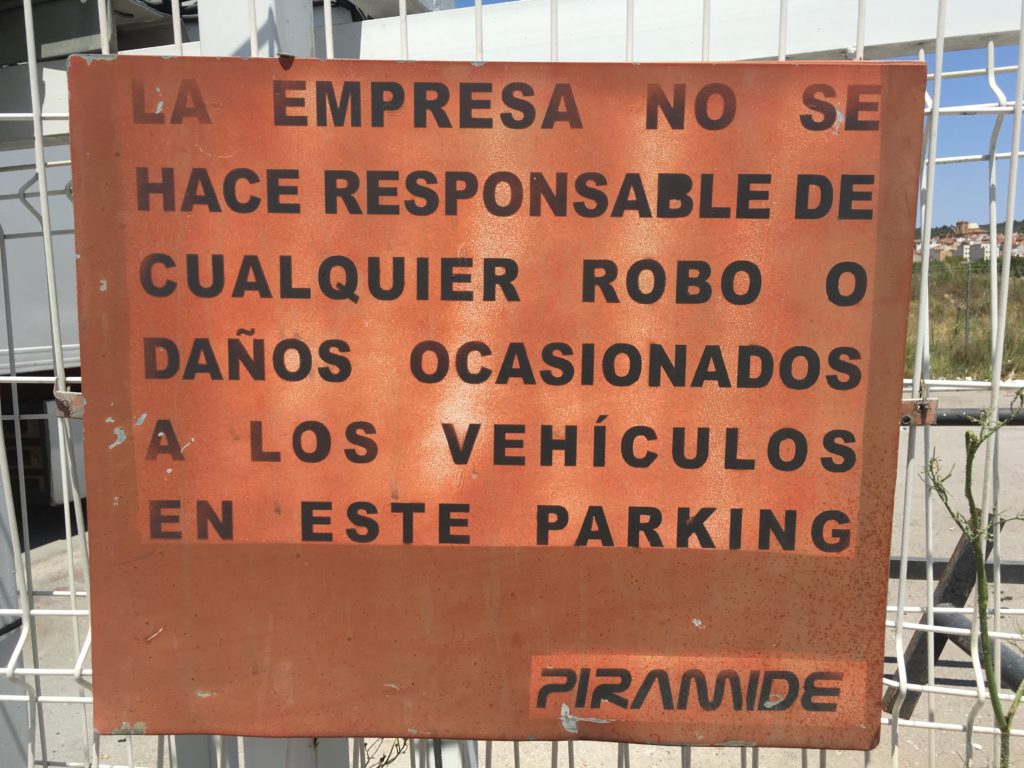 LA EMPRESA NO SE
HACE RESPONSABLE DE
CUALQUIER ROBO O
DAÑOS OCASIONADOS
A LOS VEHÍCULOS
EN ESTE PARKING
PIRAMIDE